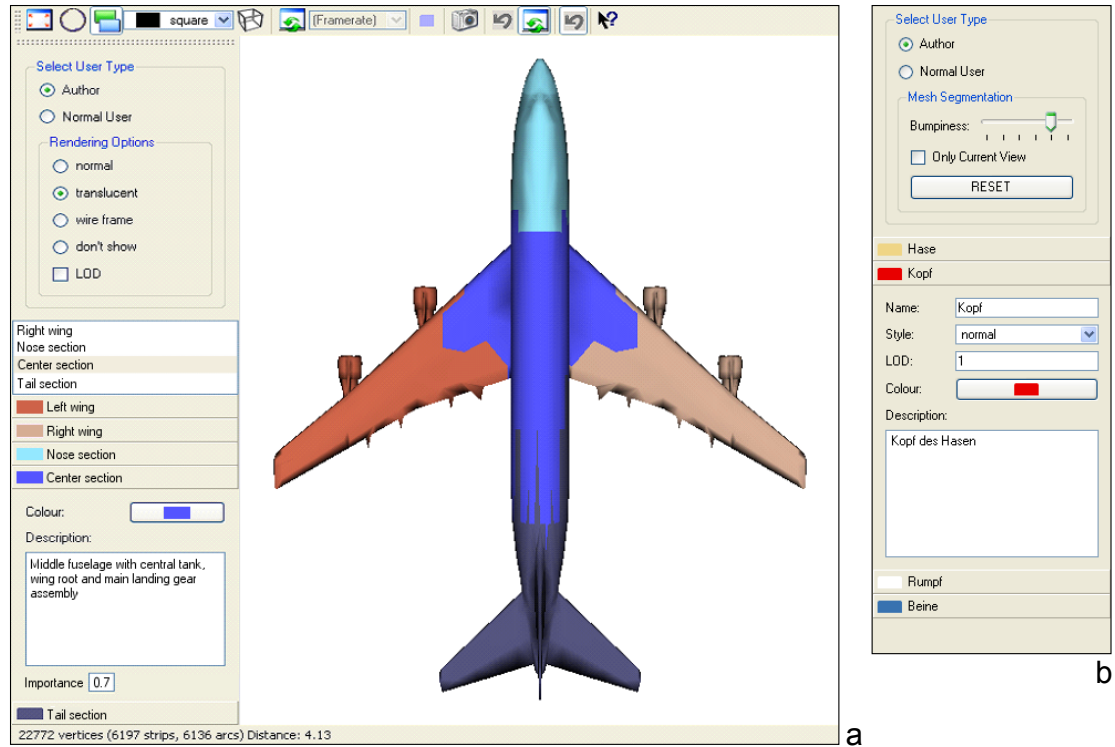 square
(Framerate)
Select User Type
Author
Normal User
Rendering Options
normal
translucent
wire frame
don't show
LOD
Right wing
Nose section
Center section
Tail section
Left wing
Right wing
Nose section
Center section
Colour:
Description:
Middle fuselage with central tank,
wing root and main landing gear
assembly
Importance 0.7
Tail section
22772 vertices (6197 strips, 6136 arcs) Distance: 4.13
a
Select User Type
Author
Normal User
Mesh Segmentation
Bumpiness:
Only Current View
RESET
Hase
Kopf
Name: Kopf
Style: normal
LOD: 1
Colour:
Description:
Kopf des Hasen
Rumpf
Beine
b